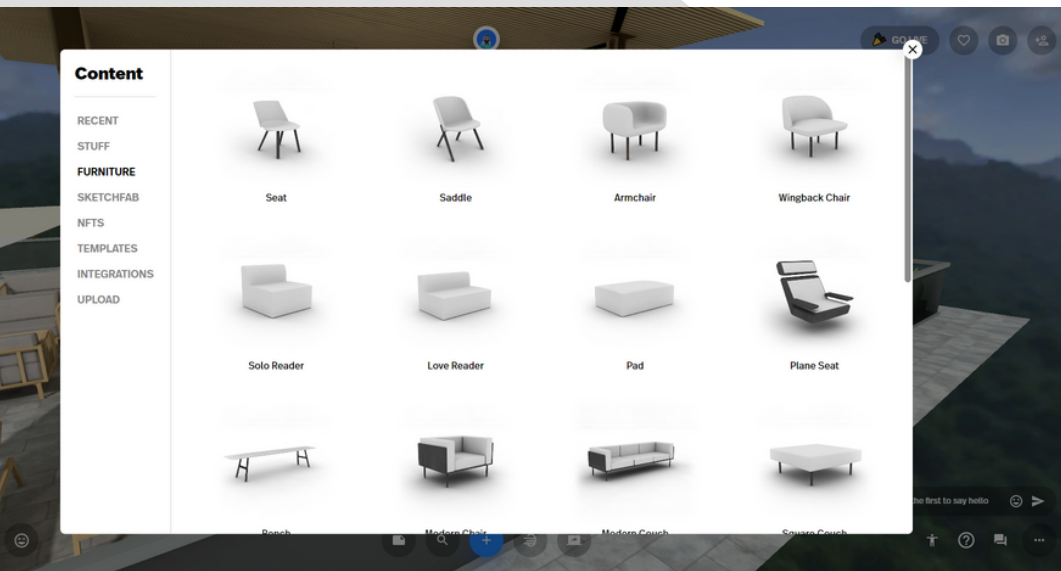 GO LIVE
Content
RECENT
STUFF
FURNITURE
SKETCHFAB
NFTS
TEMPLATES
INTEGRATIONS
UPLOAD
Seat
Saddle
Armchair
Wingback Chair
Solo Reader
Love Reader
Pad
Plane Seat
Bench
Modern Chair
Modern Couch
Square Couch
the first to say hello